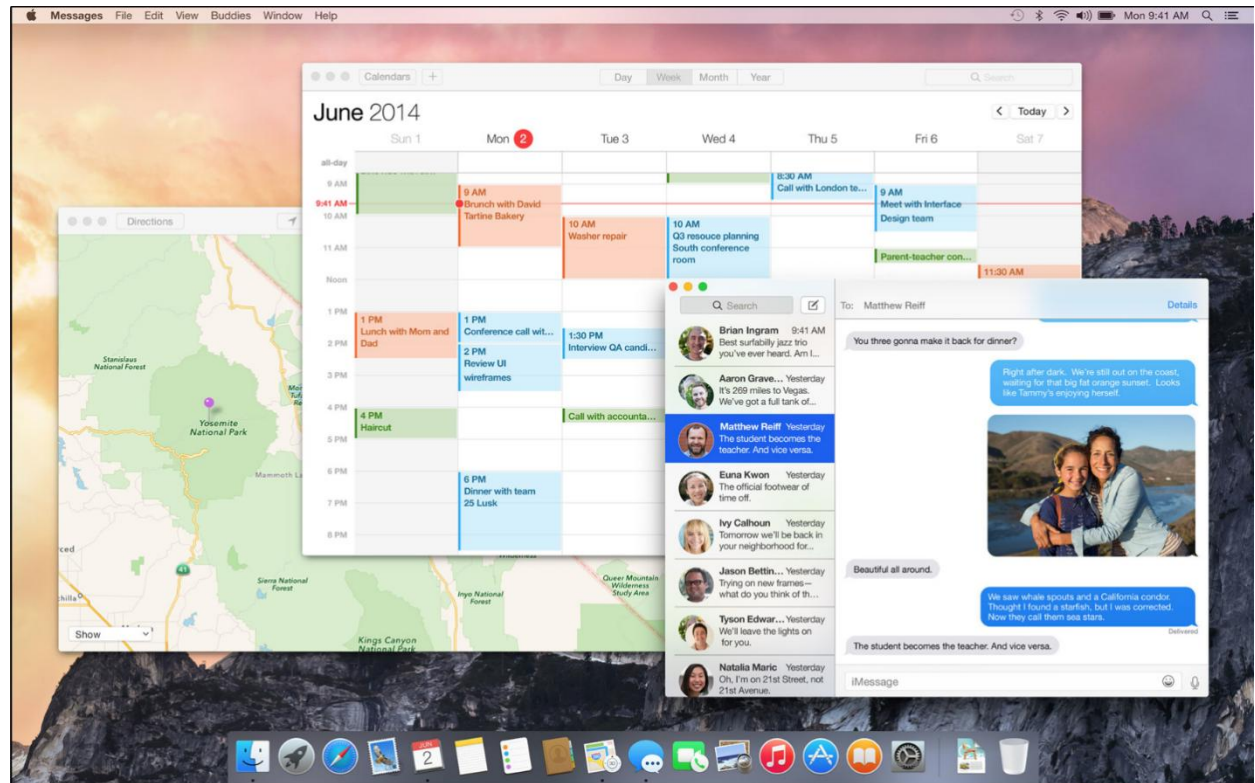 Messages File Edit View Buddies Window Help
Mon 9:41 AM
Calendars +
Day Week Month Year
Search
June 2014
Today
Sun 1 Mon 2 Tue 3 Wed 4 Thu 5 Fri 6 Sat 7
all-day
9 AM
9:41 AM
10 AM
11 AM
Noon
1 PM
2 PM
3 PM
4 PM
5 PM
6 PM
7 PM
8 PM
1 PM
Lunch with Mom and
Dad
4 PM
Haircut
9 AM
Brunch with David
Tartine Bakery
1 PM
Conference call wit...
2 PM
Review UI
wireframes
6 PM
Dinner with team
25 Lusk
10 AM
Washer repair
1:30 PM
Interview QA candi...
Call with accounta...
10 AM
Q3 resouce planning
South conference
room
8:30 AM
Call with London te...
9 AM
Meet with Interface
Design team
Parent-teacher con...
11:30 AM
Directions
Stanislaus
National Forest
Yosemite
National Park
Mammoth
41
Sierra National
Forest
Inyo National
Forest
Queer Mountain
Wilderness
Study Area
Kings Canyon
National Park
Show
Search
Brian Ingram 9:41 AM
Best surfabilly jazz trio
you've ever heard. Am I...
Aaron Grave... Yesterday
It's 269 miles to Vegas.
We've got a full tank of...
Matthew Reiff Yesterday
The student becomes the
teacher. And vice versa.
Euna Kwon Yesterday
The official footwear of
time off.
Ivy Calhoun Yesterday
Tomorrow we'll be back in
your neighborhood for...
Jason Bettin... Yesterday
Trying on new frames—
what do you think of th...
Tyson Edwar... Yesterday
We'll leave the lights on
for you.
Natalia Maric Yesterday
Oh, I'm on 21st Street, not
21st Avenue.
To: Matthew Reiff
Details
You three gonna make it back for dinner?
Right after dark. We're still out on the coast,
waiting for that big fat orange sunset. Looks
like Tammy's enjoying herself.
Beautiful all around.
We saw whale spouts and a California condor.
Thought I found a starfish, but I was corrected.
Now they call them sea stars.
Delivered
The student becomes the teacher. And vice versa.
iMessage
JUN
2